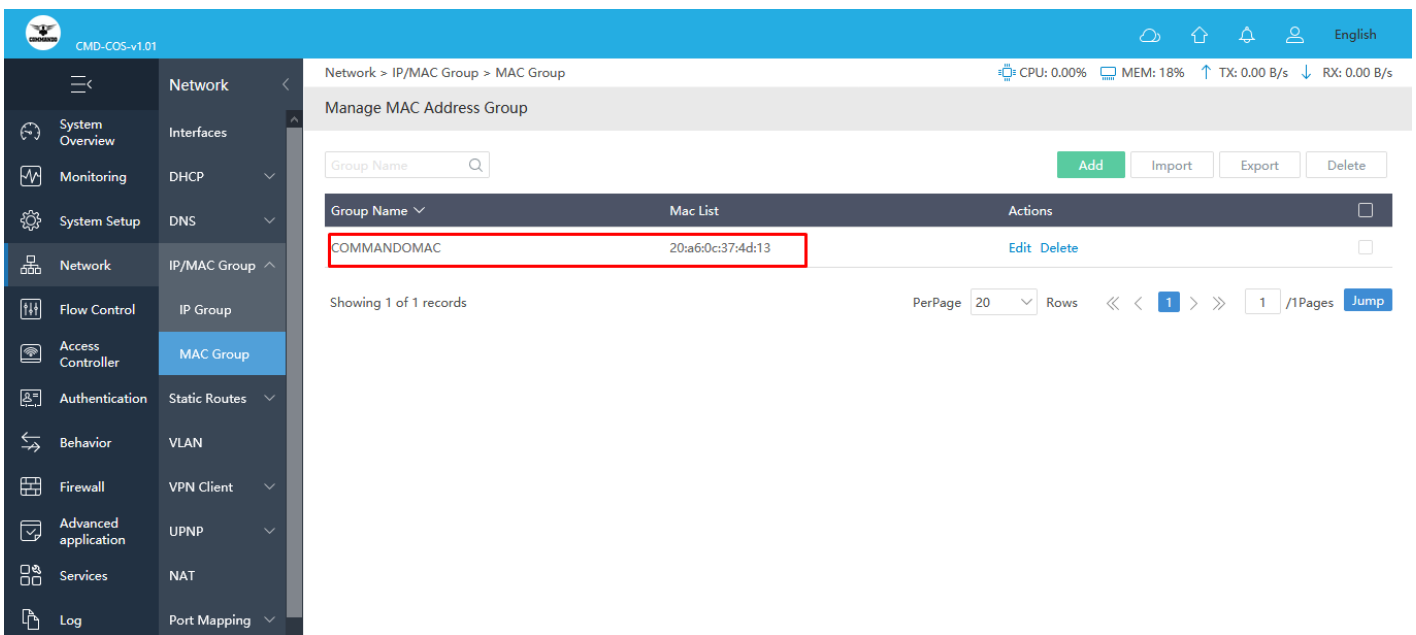 COMMANDO
CMD-COS-v1.01
English
Network
Network > IP/MAC Group > MAC Group
CPU: 0.00% MEM: 18% TX: 0.00 B/s RX: 0.00 B/s
Manage MAC Address Group
System Overview
Monitoring
System Setup
Network
Flow Control
Access Controller
Authentication
Behavior
Firewall
Advanced application
Services
Log
Interfaces
DHCP
DNS
IP/MAC Group
IP Group
MAC Group
Static Routes
VLAN
VPN Client
UPNP
NAT
Port Mapping
Group Name
Add Import Export Delete
Group Name Mac List Actions
COMMANDOMAC 20:a6:0c:37:4d:13 Edit Delete
Showing 1 of 1 records
PerPage 20 Rows 1 1 /1Pages Jump